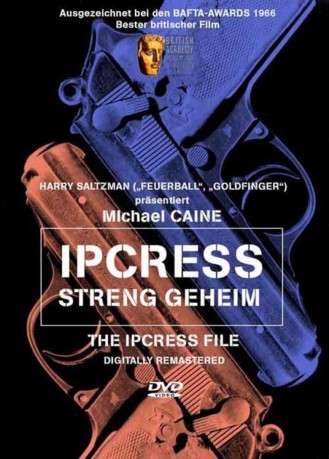 Ausgezeichnet bei den BAFTA-AWARDS 1966
Bester britischer Film
BRITISH
ACADEMY
HARRY SALTZMAN („FEUERBALL“, „GOLDFINGER“)
präsentiert
Michael CAINE
IPCRESS
STRENG GEHEIM
THE IPCRESS FILE
DIGITALLY REMASTERED
DVD
VIDEO